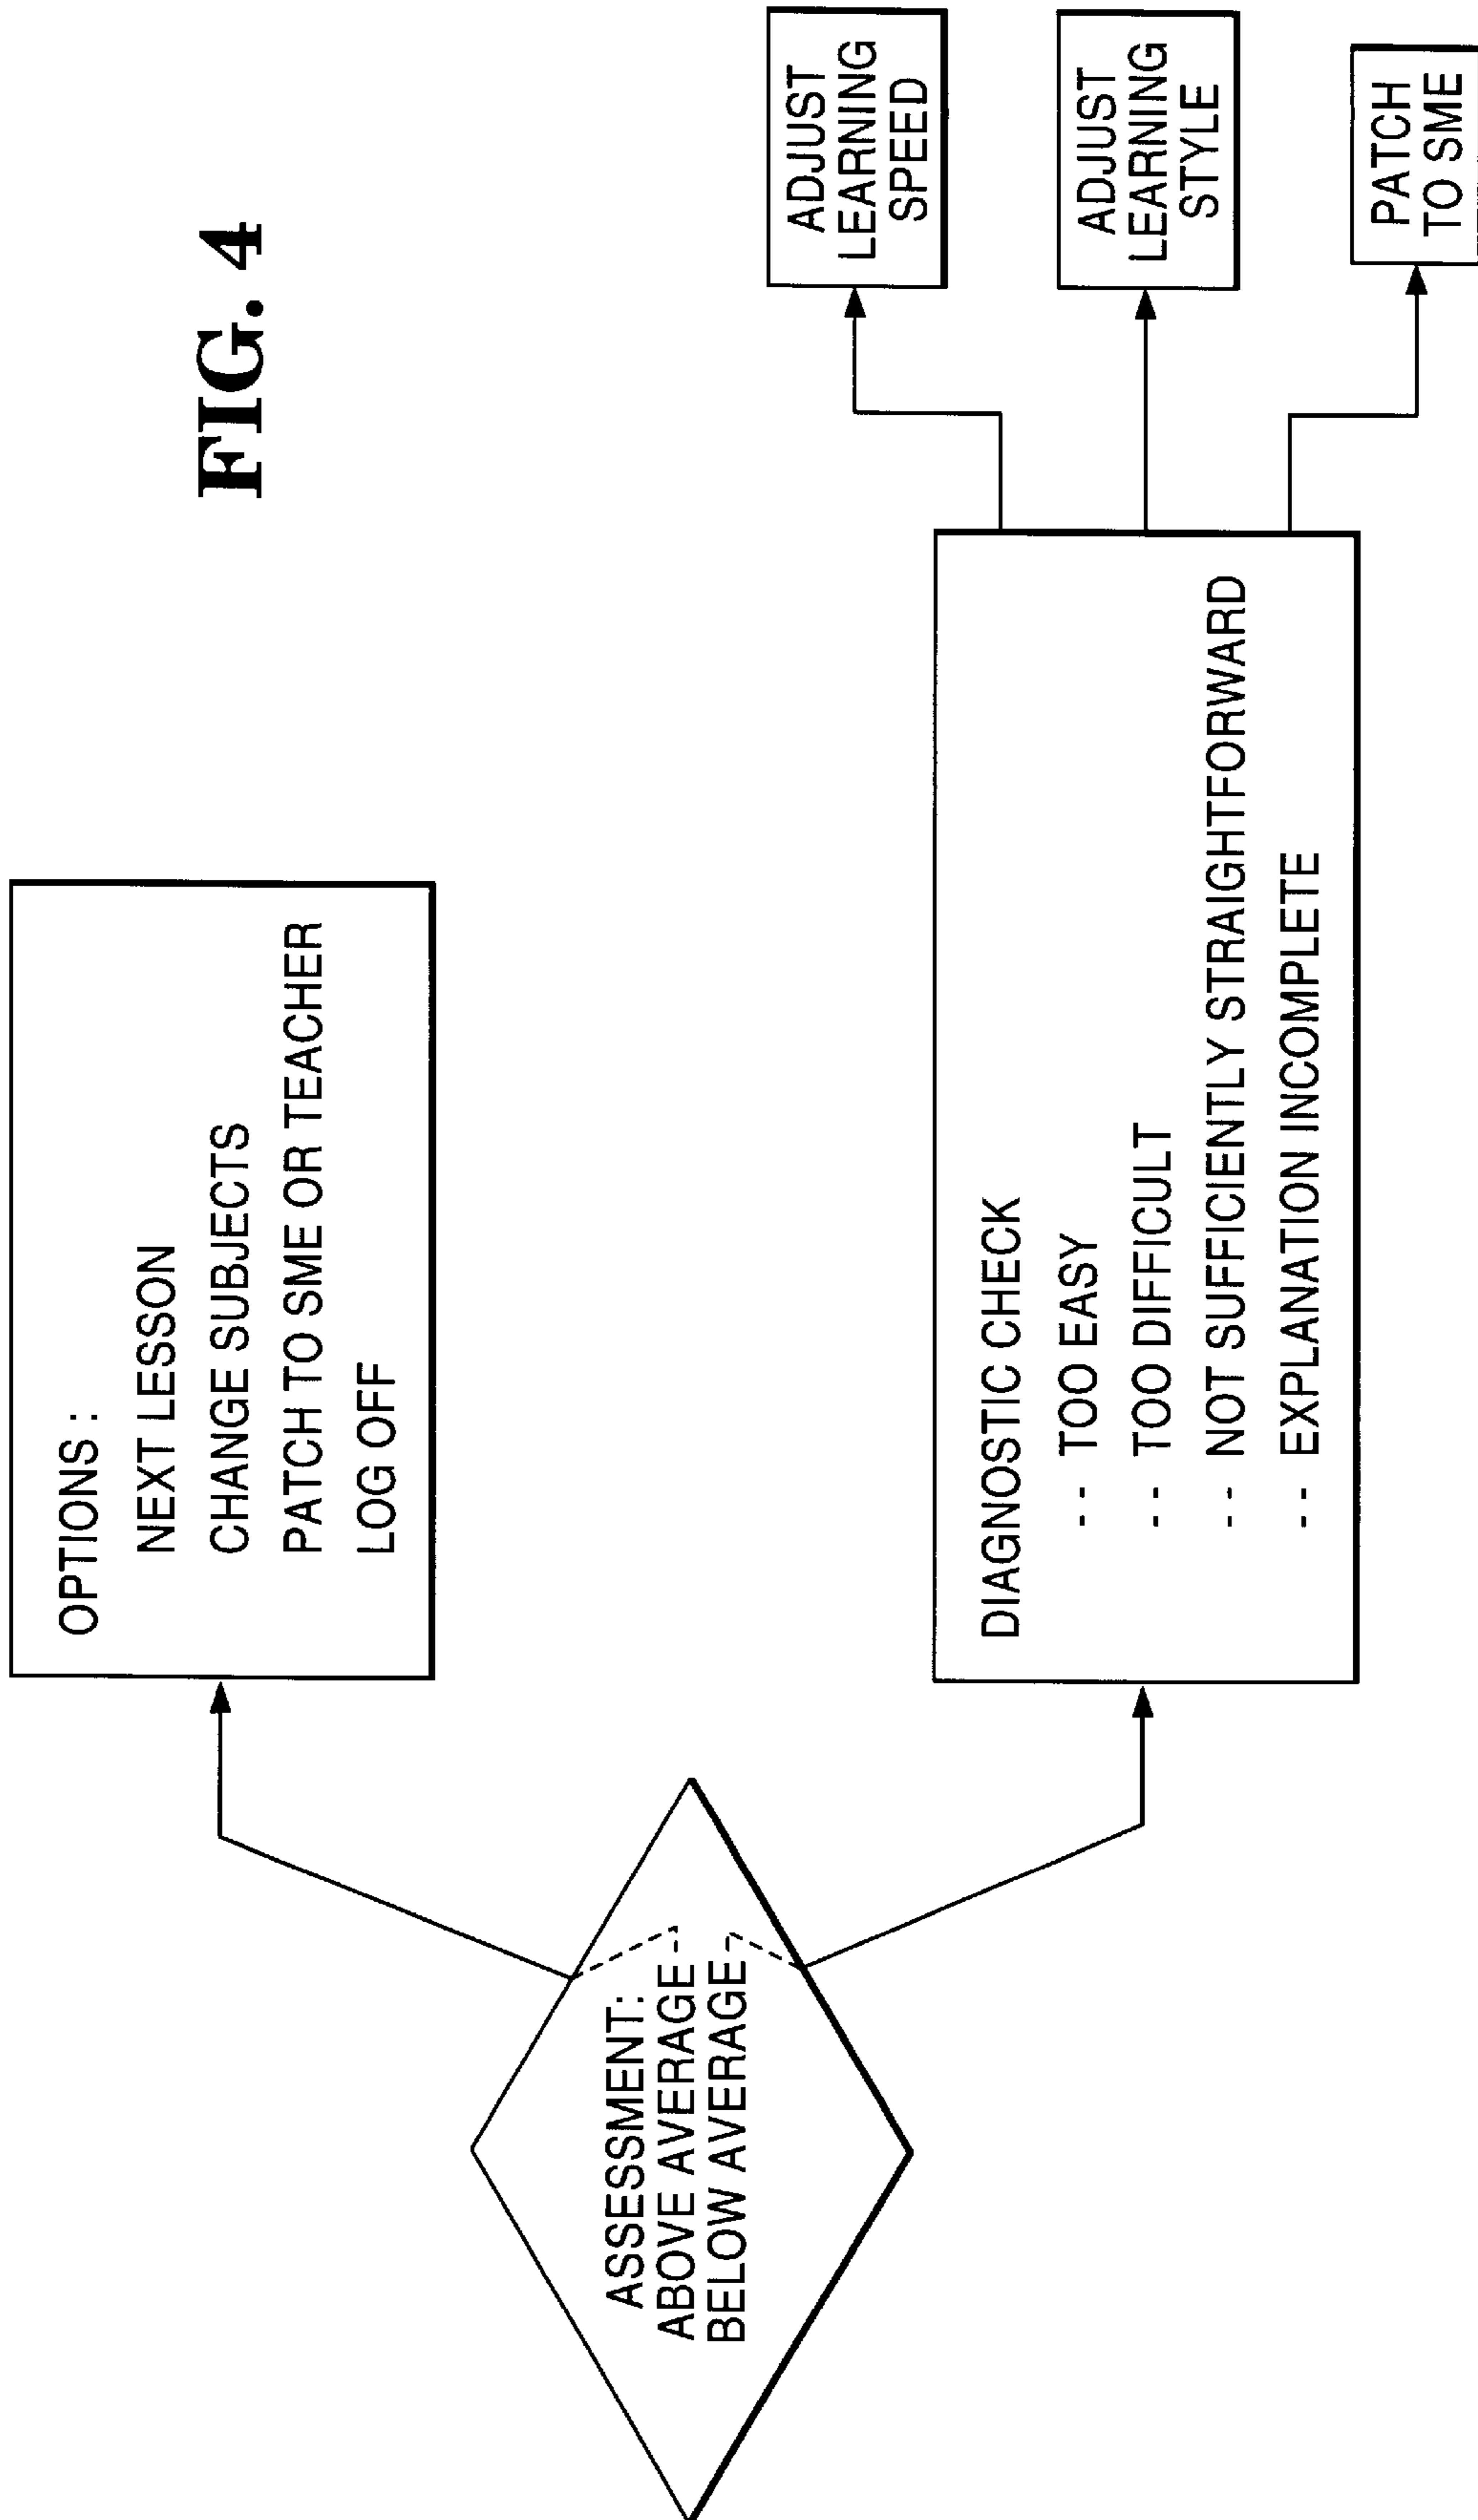 FIG. 4
OPTIONS:
NEXT LESSON
CHANGE SUBJECTS
PATCH TO SME OR TEACHER
LOG OFF
ASSESSMENT:
ABOVE AVERAGE
BELOW AVERAGE
DIAGNOSTIC CHECK
-- TOO EASY
-- TOO DIFFICULT
-- NOT SUFFICIENTLY STRAIGHTFORWARD
-- EXPLANATION INCOMPLETE
ADJUST
LEARNING
SPEED
ADJUST
LEARNING
STYLE
PATCH
TO SME